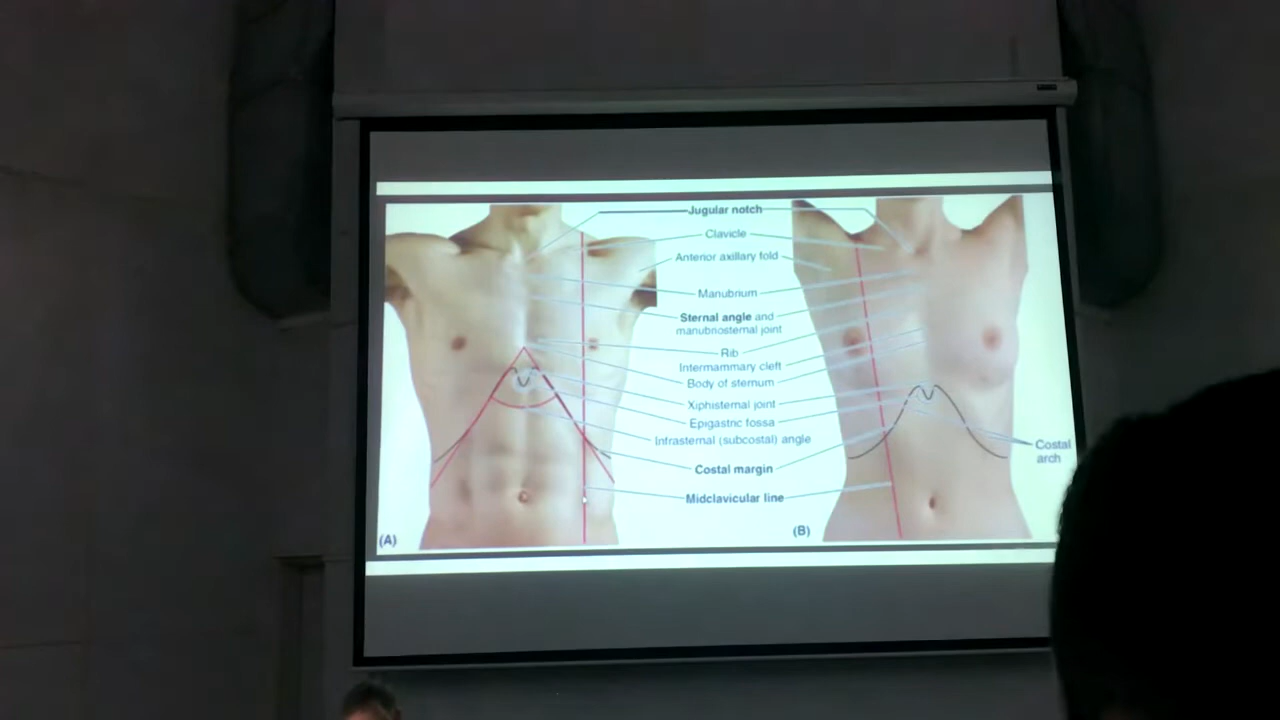 Jugular notch
Clavicle
Anterior axillary fold
Manubrium
Sternal angle and
manubriosternal joint
Rib
Intermammary cleft
Body of sternum
Xiphisternal joint
Epigastric fossa
Infrasternal (subcostal) angle
Costal margin
Midclavicular line
Costal
arch
(A)
(B)